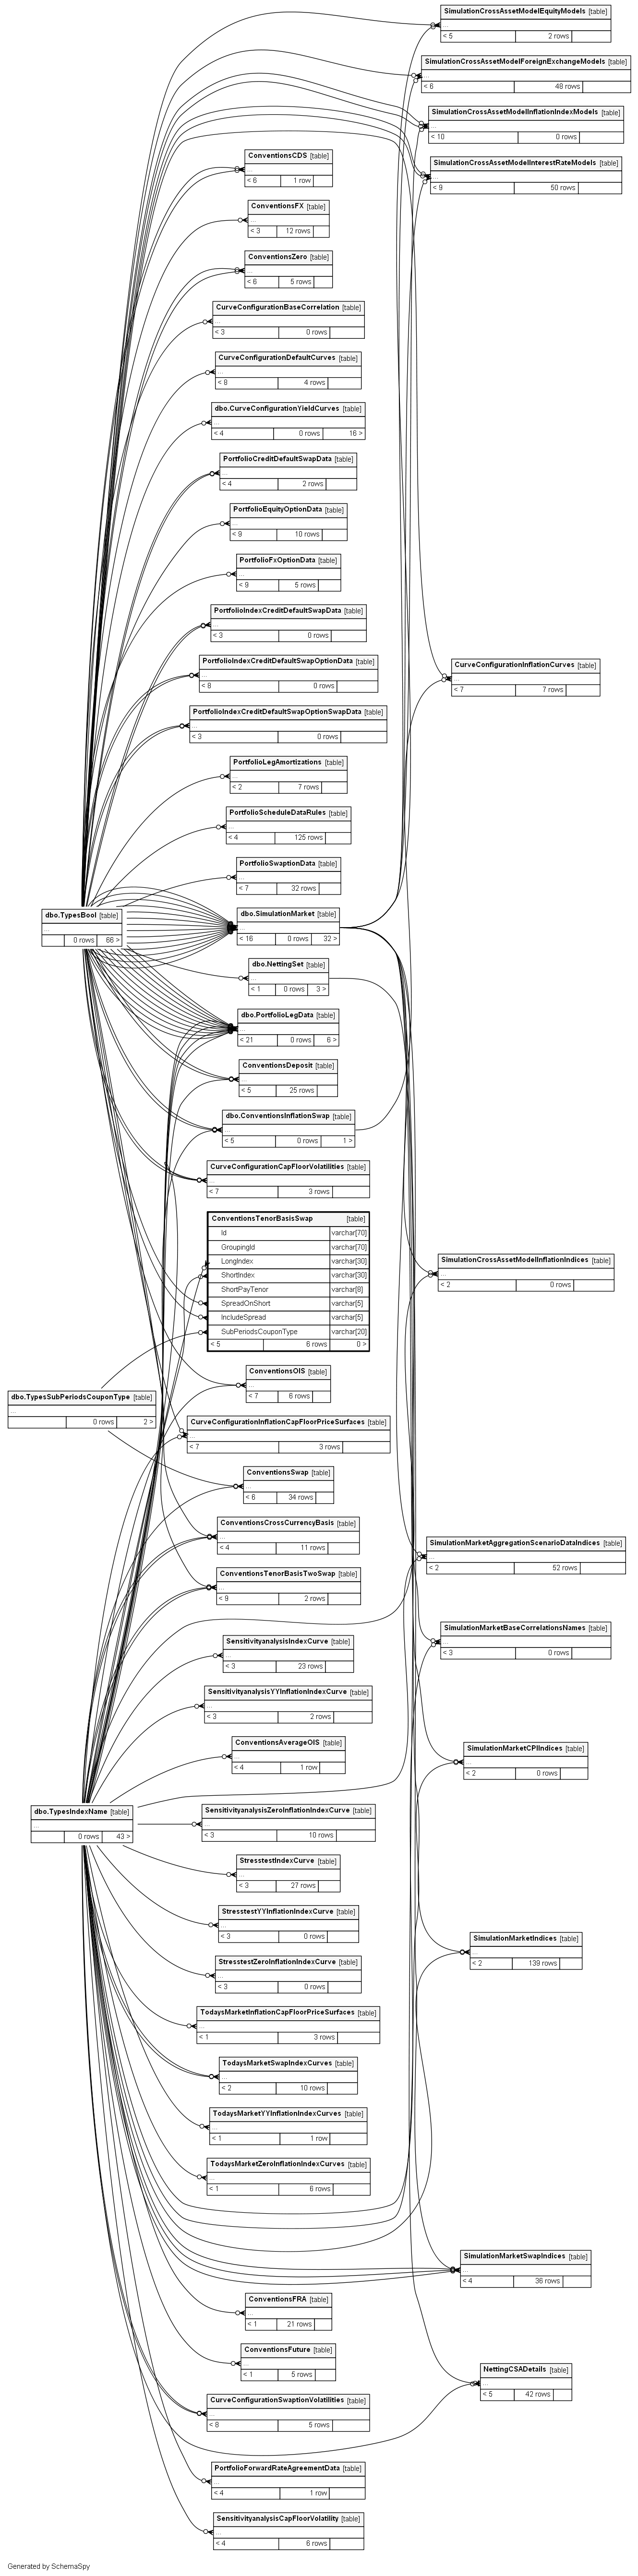 SimulationCrossAssetModelEquityModels [table]
...
< 5 2 rows
SimulationCrossAssetModelForeignExchangeModels [table]
...
< 6 48 rows
SimulationCrossAssetModelInflationIndexModels [table]
...
< 10 0 rows
ConventionsCDS [table]
...
< 6 1 row
SimulationCrossAssetModelInterestRateModels [table]
...
< 9 50 rows
ConventionsFX [table]
...
< 3 12 rows
ConventionsZero [table]
...
< 6 5 rows
CurveConfigurationBaseCorrelation [table]
...
< 3 0 rows
CurveConfigurationDefaultCurves [table]
...
< 8 4 rows
dbo.CurveConfigurationYieldCurves [table]
...
< 4 0 rows 16 >
PortfolioCreditDefaultSwapData [table]
...
< 4 2 rows
PortfolioEquityOptionData [table]
...
< 9 10 rows
PortfolioFxOptionData [table]
...
< 9 5 rows
PortfolioIndexCreditDefaultSwapData [table]
...
< 3 0 rows
PortfolioIndexCreditDefaultSwapOptionData [table]
...
< 8 0 rows
CurveConfigurationInflationCurves [table]
...
< 7 7 rows
PortfolioIndexCreditDefaultSwapOptionSwapData [table]
...
< 3 0 rows
PortfolioLegAmortizations [table]
...
< 2 7 rows
PortfolioScheduleDataRules [table]
...
< 4 125 rows
PortfolioSwaptionData [table]
...
< 7 32 rows
dbo.TypesBool [table]
...
0 rows 66 >
dbo.SimulationMarket [table]
...
< 16 0 rows 32 >
dbo.NettingSet [table]
...
< 1 0 rows 3 >
dbo.PortfolioLegData [table]
...
< 21 0 rows 6 >
ConventionsDeposit [table]
...
< 5 25 rows
dbo.ConventionsInflationSwap [table]
...
< 5 0 rows 1 >
CurveConfigurationCapFloorVolatilities [table]
...
< 7 3 rows
ConventionsTenorBasisSwap [table]
Id varchar[70]
GroupingId varchar[70]
LongIndex varchar[30]
ShortIndex varchar[30]
ShortPayTenor varchar[8]
SpreadOnShort varchar[5]
IncludeSpread varchar[5]
SubPeriodsCouponType varchar[20]
< 5 6 rows 0 >
SimulationCrossAssetModelInflationIndices [table]
...
< 2 0 rows
ConventionsOIS [table]
...
< 7 6 rows
dbo.TypesSubPeriodsCouponType [table]
...
0 rows 2 >
CurveConfigurationInflationCapFloorPriceSurfaces [table]
...
< 7 3 rows
ConventionsSwap [table]
...
< 6 34 rows
ConventionsCrossCurrencyBasis [table]
...
< 4 11 rows
SimulationMarketAggregationScenarioDataIndices [table]
...
< 2 52 rows
ConventionsTenorBasisTwoSwap [table]
...
< 9 2 rows
SimulationMarketBaseCorrelationsNames [table]
...
< 3 0 rows
SensitivityanalysisIndexCurve [table]
...
< 3 23 rows
SensitivityanalysisYYInflationIndexCurve [table]
...
< 3 2 rows
ConventionsAverageOIS [table]
...
< 4 1 row
SimulationMarketCPIIndices [table]
...
< 2 0 rows
dbo.TypesIndexName [table]
...
0 rows 43 >
SensitivityanalysisZeroInflationIndexCurve [table]
...
< 3 10 rows
StresstestIndexCurve [table]
...
< 3 27 rows
StresstestYYInflationIndexCurve [table]
...
< 3 0 rows
SimulationMarketIndices [table]
...
< 2 139 rows
StresstestZeroInflationIndexCurve [table]
...
< 3 0 rows
TodaysMarketInflationCapFloorPriceSurfaces [table]
...
< 1 3 rows
TodaysMarketSwapIndexCurves [table]
...
< 2 10 rows
TodaysMarketYYInflationIndexCurves [table]
...
< 1 1 row
TodaysMarketZeroInflationIndexCurves [table]
...
< 1 6 rows
SimulationMarketSwapIndices [table]
...
< 4 36 rows
ConventionsFRA [table]
...
< 1 21 rows
ConventionsFuture [table]
...
< 1 5 rows
NettingCSADetails [table]
...
< 5 42 rows
CurveConfigurationSwaptionVolatilities [table]
...
< 8 5 rows
PortfolioForwardRateAgreementData [table]
...
< 4 1 row
SensitivityanalysisCapFloorVolatility [table]
...
< 4 6 rows
Generated by SchemaSpy